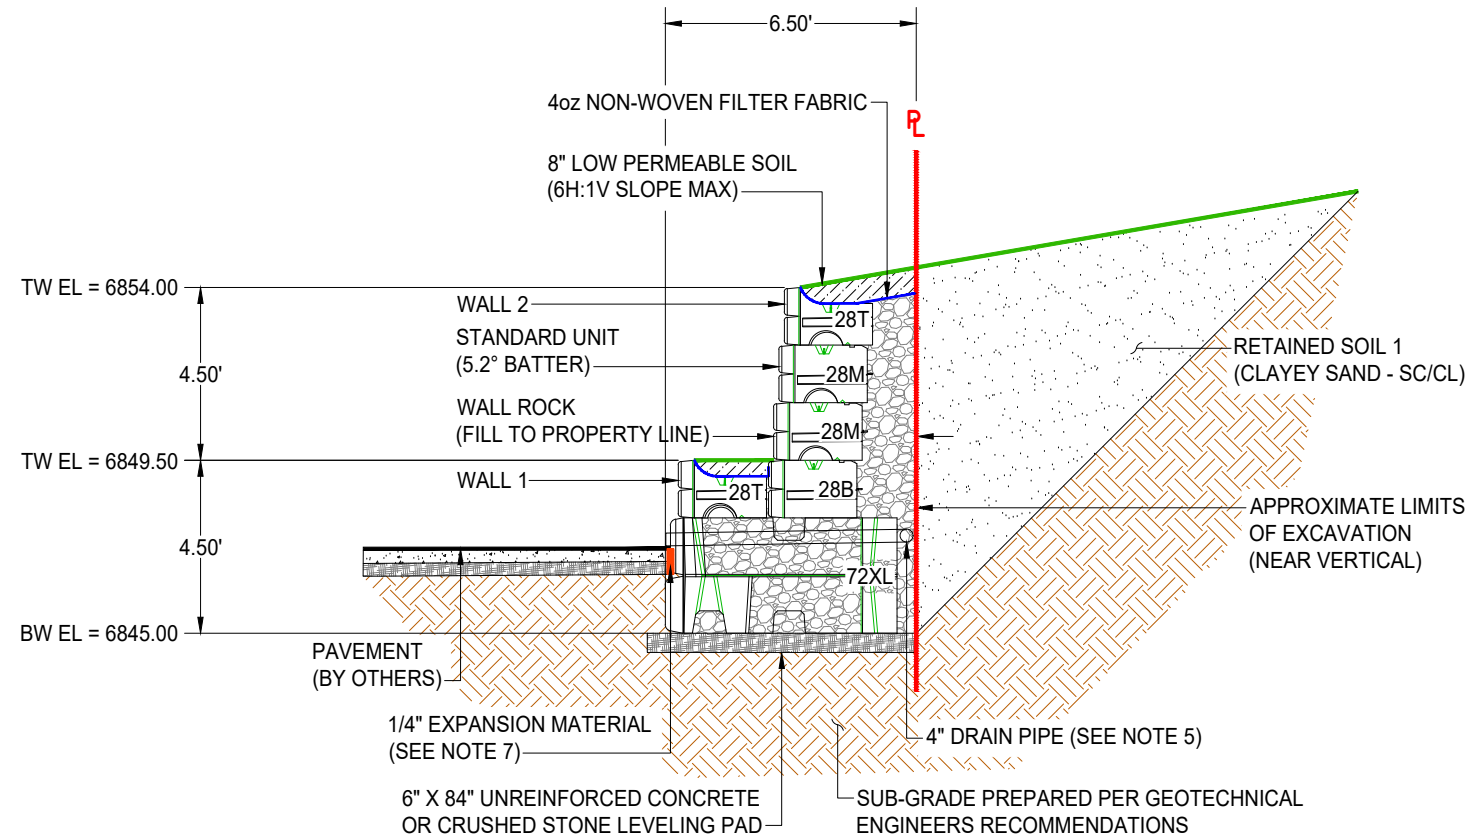 6.50'
4oz NON-WOVEN FILTER FABRIC
PL
8" LOW PERMEABLE SOIL
(6H:1V SLOPE MAX)
TW EL = 6854.00
WALL 2
28T
STANDARD UNIT
(5.2° BATTER)
RETAINED SOIL 1
(CLAYEY SAND - SC/CL)
4.50'
28M
WALL ROCK
(FILL TO PROPERTY LINE)
28M
TW EL = 6849.50
WALL 1
28T
28B
APPROXIMATE LIMITS
OF EXCAVATION
(NEAR VERTICAL)
4.50'
72XL
BW EL = 6845.00
PAVEMENT
(BY OTHERS)
1/4" EXPANSION MATERIAL
(SEE NOTE 7)
4" DRAIN PIPE (SEE NOTE 5)
6" X 84" UNREINFORCED CONCRETE
OR CRUSHED STONE LEVELING PAD
SUB-GRADE PREPARED PER GEOTECHNICAL
ENGINEERS RECOMMENDATIONS